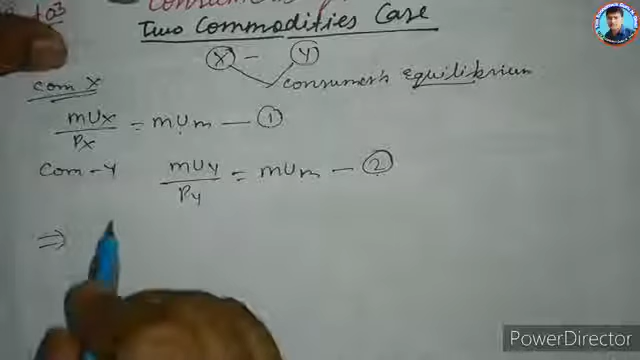 Two Commodities Case
X - Y
consumer's equilibrium
com X
MUx / Px = MUm — 1
Com - Y MUy / Py = MUm — 2
⇒
PowerDirector